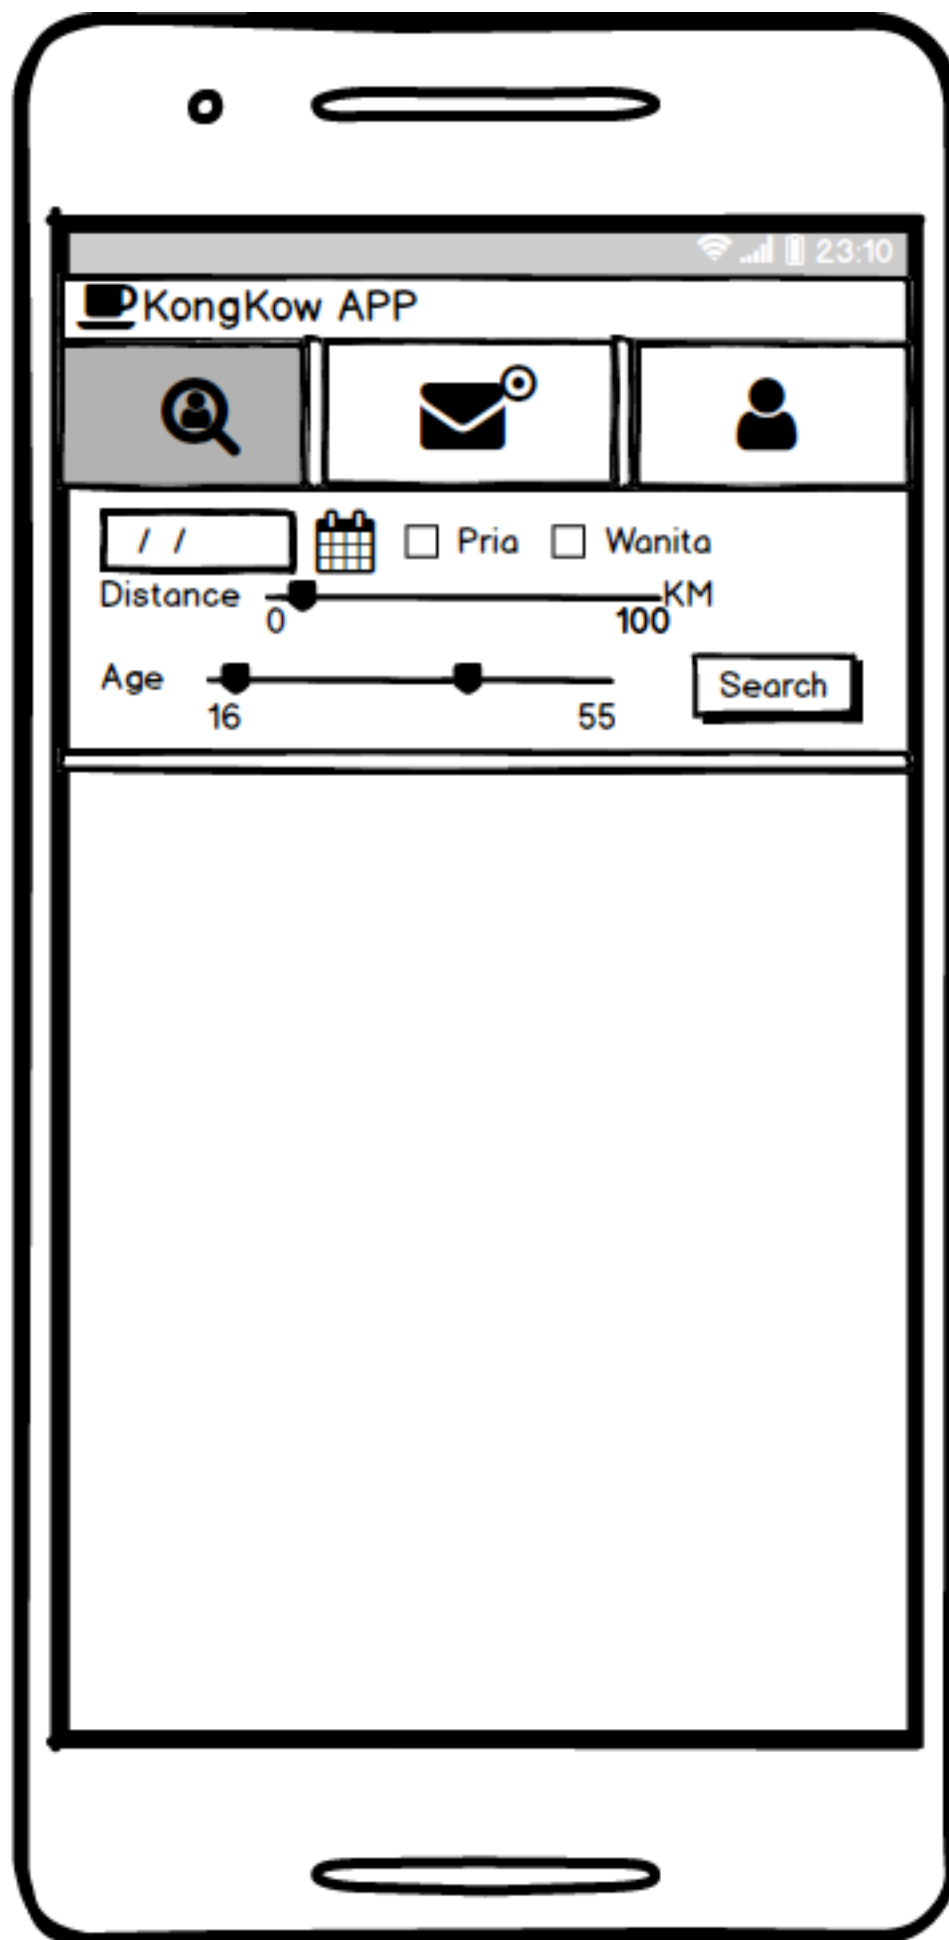 23:10
KongKow APP
/ / Pria Wanita
Distance KM
0 100
Age Search
16 55